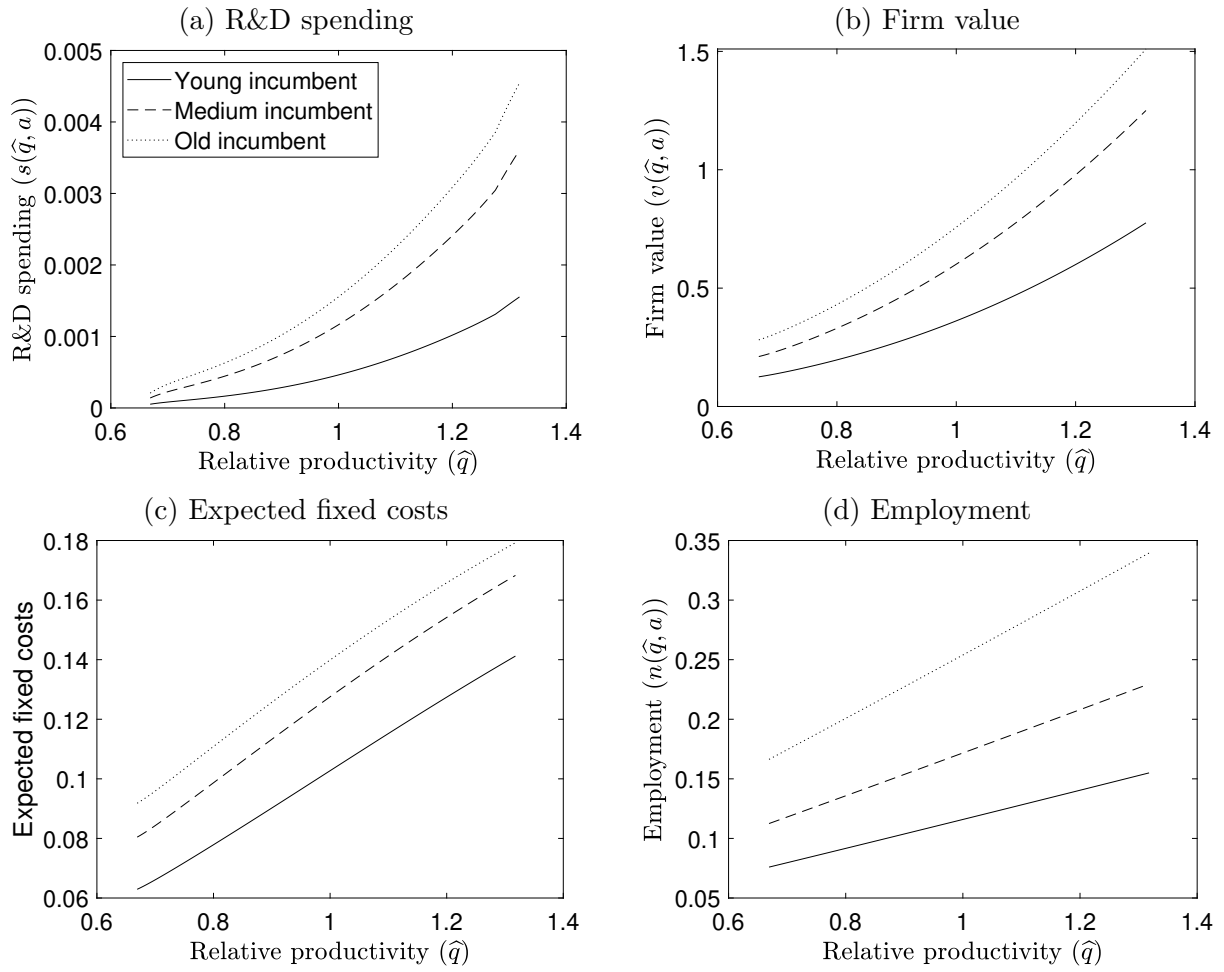 (a) R&D spending
R&D spending (s(q̂, a))
0.005
0.004
0.003
0.002
0.001
0
Young incumbent
Medium incumbent
Old incumbent
0.6 0.8 1 1.2 1.4
Relative productivity (q̂)
(b) Firm value
Firm value (v(q̂, a))
1.5
1
0.5
0
0.6 0.8 1 1.2 1.4
Relative productivity (q̂)
(c) Expected fixed costs
Expected fixed costs
0.18
0.16
0.14
0.12
0.1
0.08
0.06
0.6 0.8 1 1.2 1.4
Relative productivity (q̂)
(d) Employment
Employment (n(q̂, a))
0.35
0.3
0.25
0.2
0.15
0.1
0.05
0.6 0.8 1 1.2 1.4
Relative productivity (q̂)